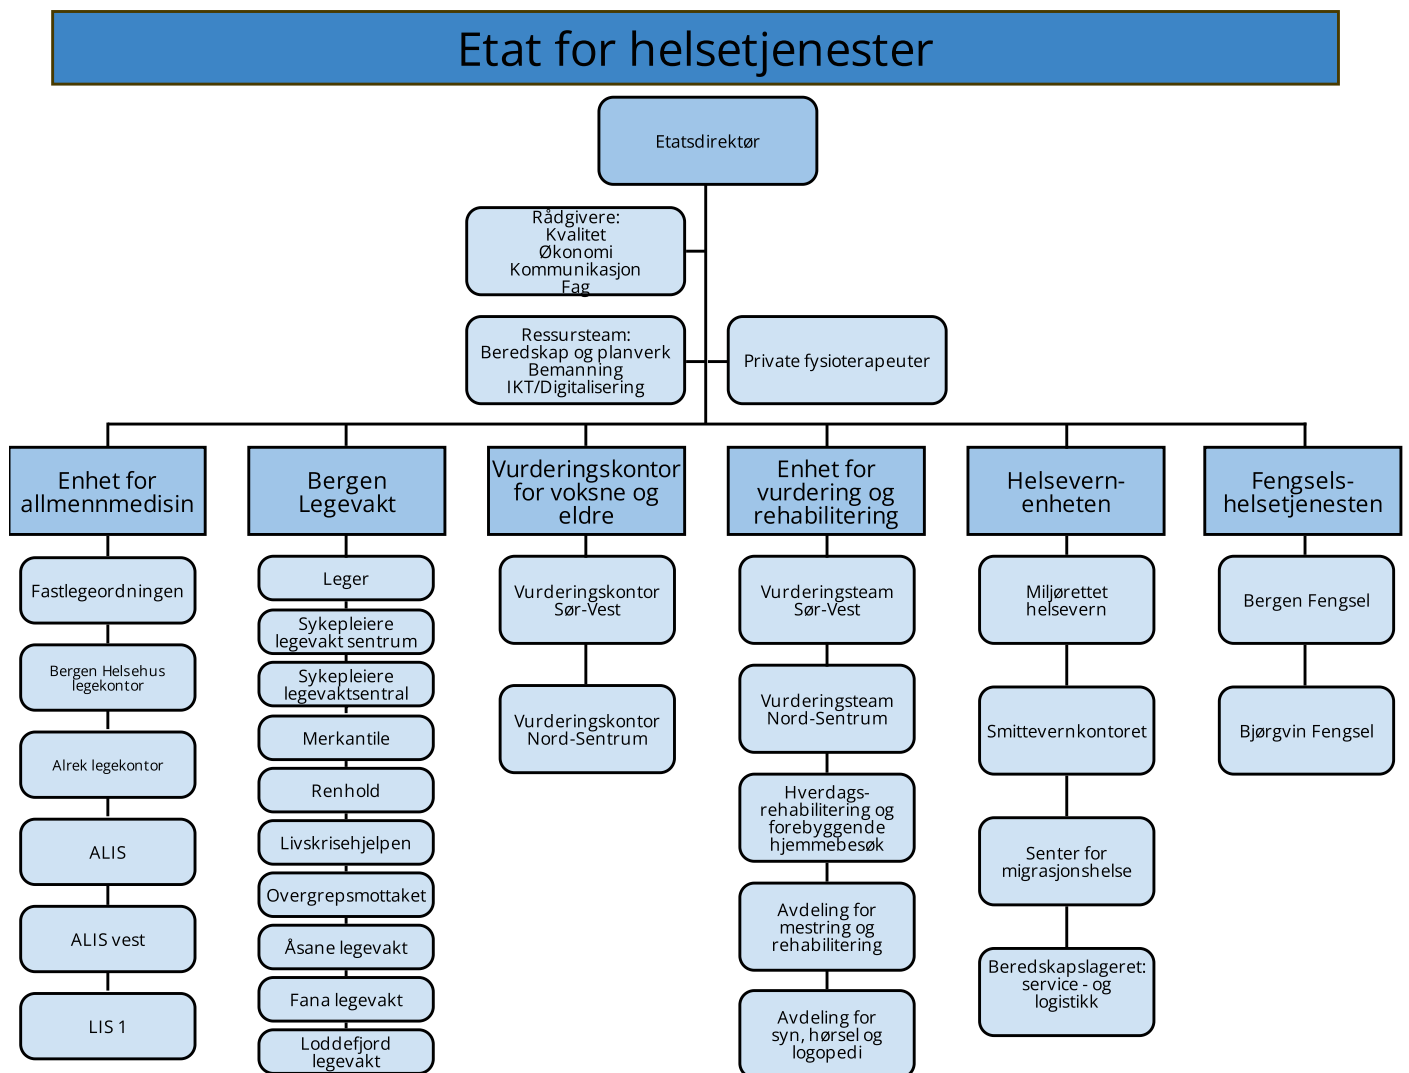 Etat for helsetjenester
Etatsdirektør
Rådgivere:
Kvalitet
Økonomi
Kommunikasjon
Fag
Ressursteam:
Beredskap og planverk
Bemanning
IKT/Digitalisering
Private fysioterapeuter
Enhet for
allmennmedisin
Fastlegeordningen
Bergen Helsehus
legekontor
Alrek legekontor
ALIS
ALIS vest
LIS 1
Bergen
Legevakt
Leger
Sykepleiere
legevakt sentrum
Sykepleiere
legevaktsentral
Merkantile
Renhold
Livskrisehjelpen
Overgrepsmottaket
Åsane legevakt
Fana legevakt
Loddefjord
legevakt
Vurderingskontor
for voksne og
eldre
Vurderingskontor
Sør-Vest
Vurderingskontor
Nord-Sentrum
Enhet for
vurdering og
rehabilitering
Vurderingsteam
Sør-Vest
Vurderingsteam
Nord-Sentrum
Hverdags-
rehabilitering og
forebyggende
hjemmebesøk
Avdeling for
mestring og
rehabilitering
Avdeling for
syn, hørsel og
logopedi
Helsevern-
enheten
Miljørettet
helsevern
Smittevernkontoret
Senter for
migrasjonshelse
Beredskapslageret:
service - og
logistikk
Fengsels-
helsetjenesten
Bergen Fengsel
Bjørgvin Fengsel